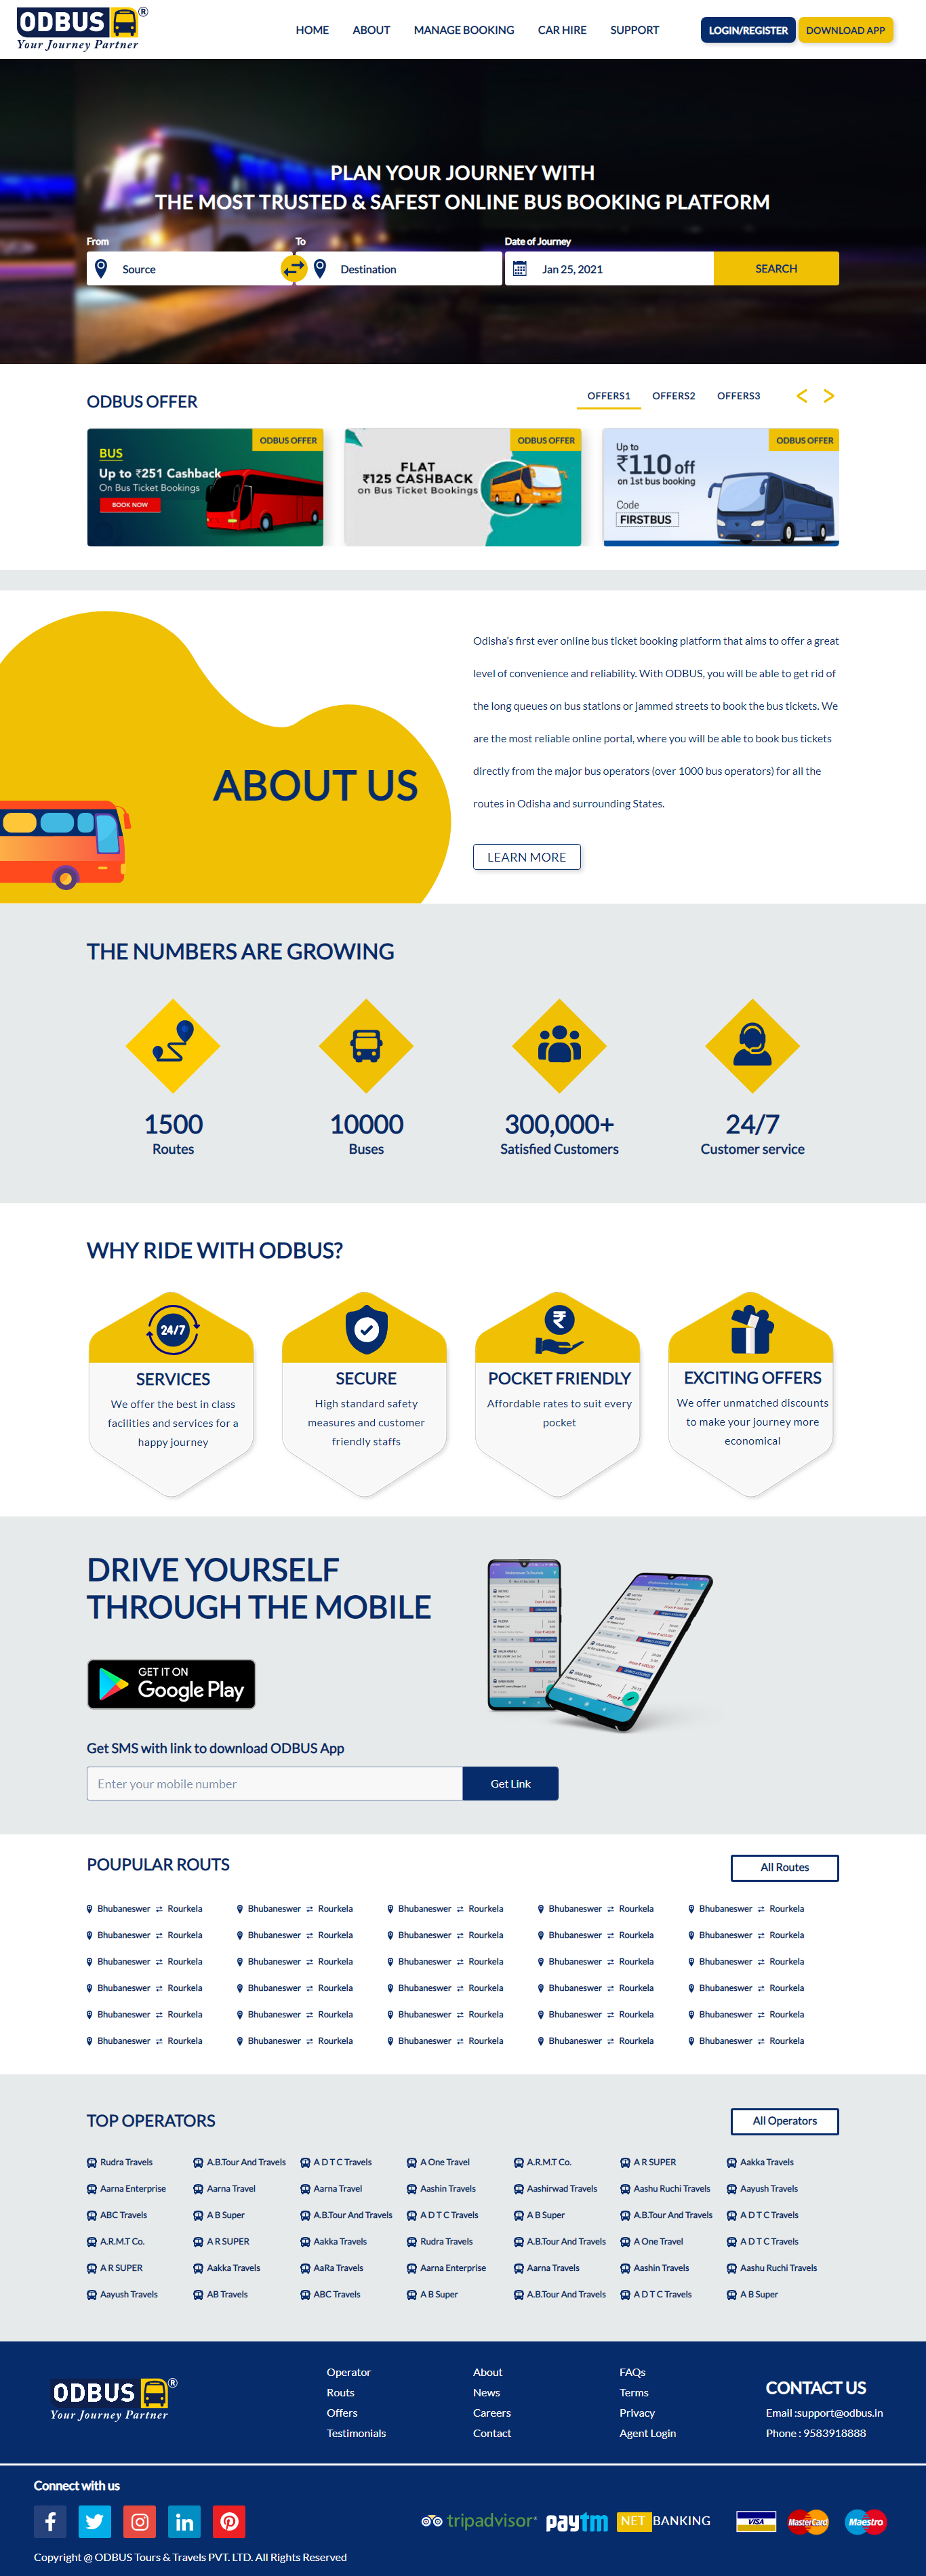 ODBUS®
Your Journey Partner
HOME ABOUT MANAGE BOOKING CAR HIRE SUPPORT
LOGIN/REGISTER DOWNLOAD APP
PLAN YOUR JOURNEY WITH
THE MOST TRUSTED & SAFEST ONLINE BUS BOOKING PLATFORM
From To Date of Journey
Source Destination Jan 25, 2021 SEARCH
ODBUS OFFER
OFFERS1 OFFERS2 OFFERS3
ODBUS OFFER
BUS
Up to ₹251 Cashback
On Bus Ticket Bookings
BOOK NOW
ODBUS OFFER
FLAT
₹125 CASHBACK
on Bus Ticket Bookings
ODBUS OFFER
Up to
₹110 off
on 1st bus booking
Code
FIRSTBUS
ABOUT US
Odisha's first ever online bus ticket booking platform that aims to offer a great
level of convenience and reliability. With ODBUS, you will be able to get rid of
the long queues on bus stations or jammed streets to book the bus tickets. We
are the most reliable online portal, where you will be able to book bus tickets
directly from the major bus operators (over 1000 bus operators) for all the
routes in Odisha and surrounding States.
LEARN MORE
THE NUMBERS ARE GROWING
1500 10000 300,000+ 24/7
Routes Buses Satisfied Customers Customer service
WHY RIDE WITH ODBUS?
24/7
SERVICES
We offer the best in class
facilities and services for a
happy journey
SECURE
High standard safety
measures and customer
friendly staffs
₹
POCKET FRIENDLY
Affordable rates to suit every
pocket
EXCITING OFFERS
We offer unmatched discounts
to make your journey more
economical
DRIVE YOURSELF
THROUGH THE MOBILE
GET IT ON
Google Play
Get SMS with link to download ODBUS App
Enter your mobile number Get Link
POUPULAR ROUTS All Routes
Bhubaneswer ⇄ Rourkela Bhubaneswer ⇄ Rourkela Bhubaneswer ⇄ Rourkela Bhubaneswer ⇄ Rourkela Bhubaneswer ⇄ Rourkela
Bhubaneswer ⇄ Rourkela Bhubaneswer ⇄ Rourkela Bhubaneswer ⇄ Rourkela Bhubaneswer ⇄ Rourkela Bhubaneswer ⇄ Rourkela
Bhubaneswer ⇄ Rourkela Bhubaneswer ⇄ Rourkela Bhubaneswer ⇄ Rourkela Bhubaneswer ⇄ Rourkela Bhubaneswer ⇄ Rourkela
Bhubaneswer ⇄ Rourkela Bhubaneswer ⇄ Rourkela Bhubaneswer ⇄ Rourkela Bhubaneswer ⇄ Rourkela Bhubaneswer ⇄ Rourkela
Bhubaneswer ⇄ Rourkela Bhubaneswer ⇄ Rourkela Bhubaneswer ⇄ Rourkela Bhubaneswer ⇄ Rourkela Bhubaneswer ⇄ Rourkela
Bhubaneswer ⇄ Rourkela Bhubaneswer ⇄ Rourkela Bhubaneswer ⇄ Rourkela Bhubaneswer ⇄ Rourkela Bhubaneswer ⇄ Rourkela
TOP OPERATORS All Operators
Rudra Travels A.B.Tour And Travels A D T C Travels A One Travel A.R.M.T Co. A R SUPER Aakka Travels
Aarna Enterprise Aarna Travel Aarna Travel Aashin Travels Aashirwad Travels Aashu Ruchi Travels Aayush Travels
ABC Travels A B Super A.B.Tour And Travels A D T C Travels A B Super A.B.Tour And Travels A D T C Travels
A.R.M.T Co. A R SUPER Aakka Travels Rudra Travels A.B.Tour And Travels A One Travel A D T C Travels
A R SUPER Aakka Travels AaRa Travels Aarna Enterprise Aarna Travels Aashin Travels Aashu Ruchi Travels
Aayush Travels AB Travels ABC Travels A B Super A.B.Tour And Travels A D T C Travels A B Super
ODBUS®
Your Journey Partner
Operator
Routs
Offers
Testimonials
About
News
Careers
Contact
FAQs
Terms
Privacy
Agent Login
CONTACT US
Email :support@odbus.in
Phone : 9583918888
Connect with us
tripadvisor paytm NET BANKING VISA MasterCard Maestro
Copyright @ ODBUS Tours & Travels PVT. LTD. All Rights Reserved